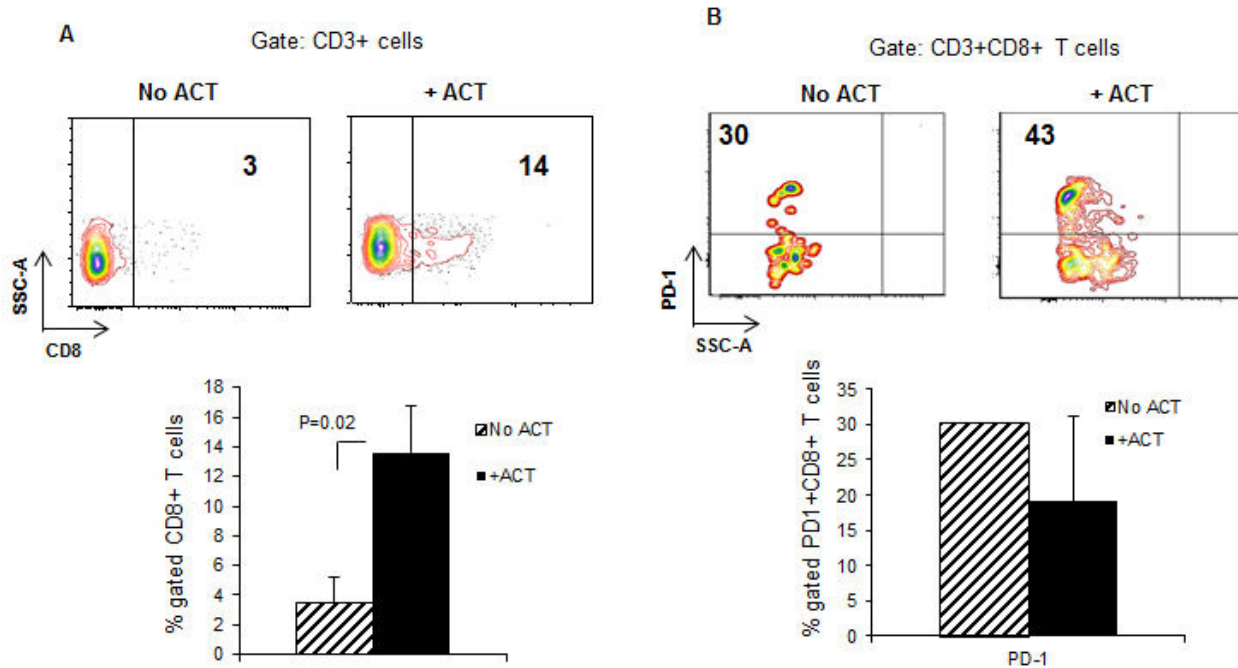 A
Gate: CD3+ cells
No ACT
+ ACT
3
14
SSC-A
CD8
18
16
14
12
10
8
6
4
2
0
% gated CD8+ T cells
P=0.02
No ACT
+ACT
B
Gate: CD3+CD8+ T cells
No ACT
+ ACT
30
43
PD-1
SSC-A
35
30
25
20
15
10
5
0
% gated PD1+CD8+ T cells
No ACT
+ACT
PD-1